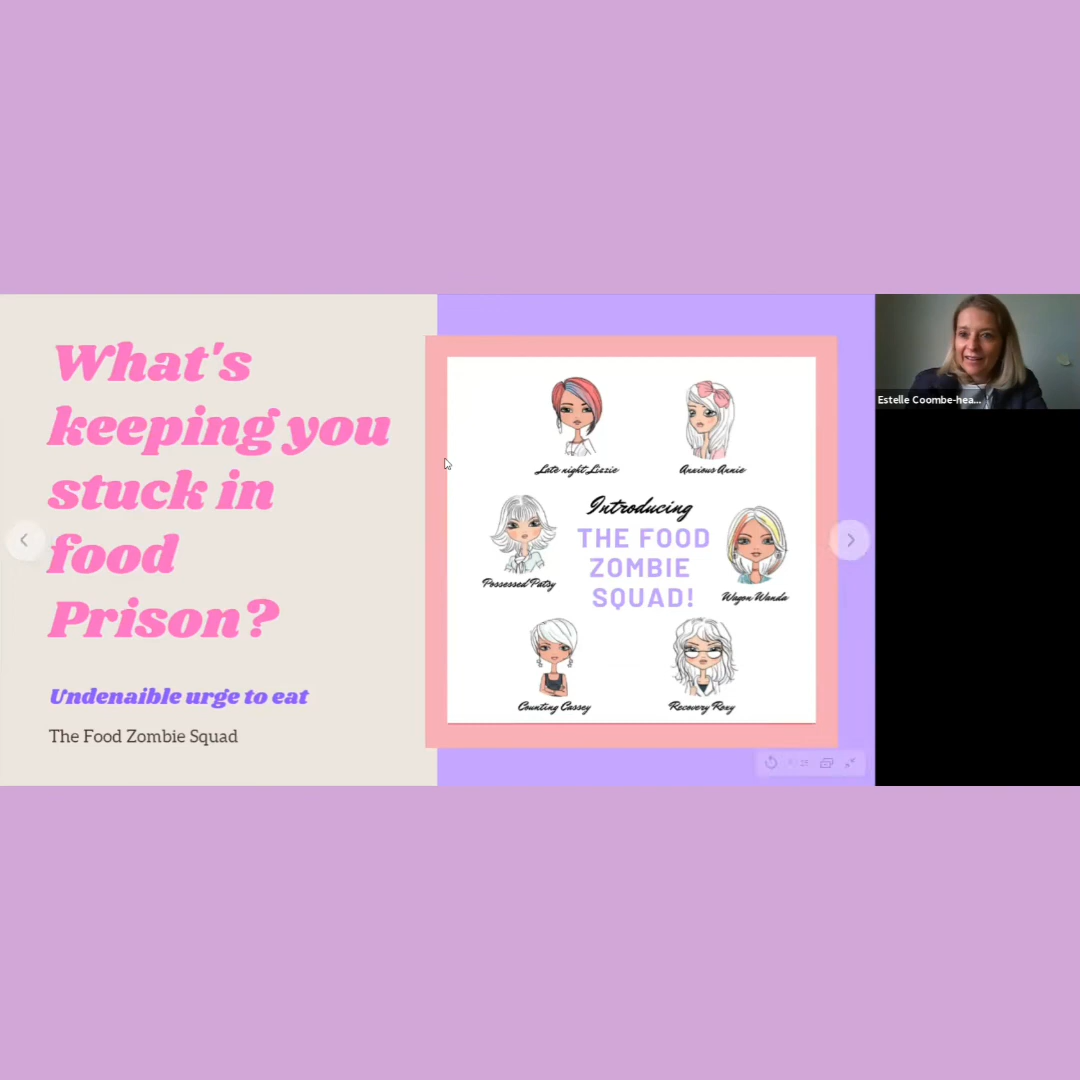 What's
keeping you
stuck in
food
Prison?
Undenaible urge to eat
The Food Zombie Squad
Late night Lizzie
Anxious Annie
Introducing
THE FOOD
ZOMBIE
SQUAD!
Possessed Patsy
Wagon Wanda
Counting Cassey
Recovery Roxy
Estelle Coombe-hea...